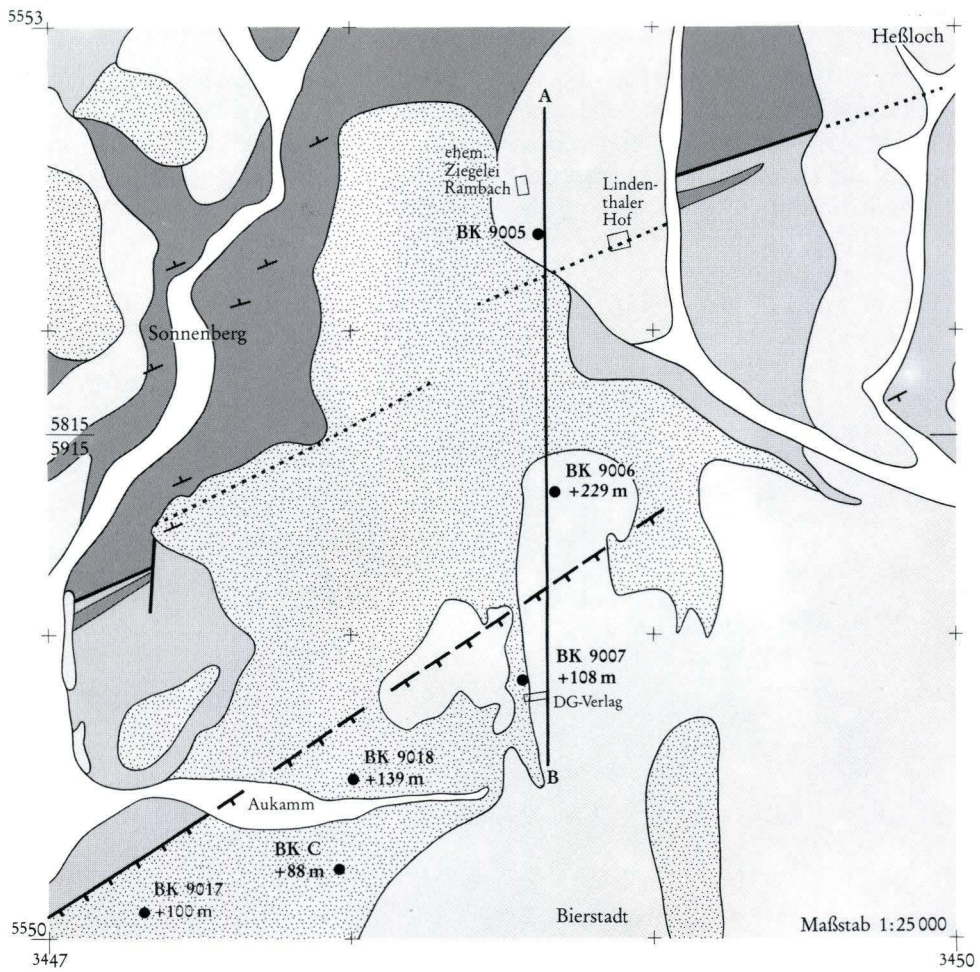 5553
Heßloch
A
ehem.
Ziegelei
Rambach
Linden-
thaler
Hof
BK 9005
Sonnenberg
5815
5915
BK 9006
+229 m
BK 9007
+108 m
DG-Verlag
BK 9018
+139 m
B
Aukamm
BK C
+88 m
BK 9017
+100 m
Bierstadt
Maßstab 1:25 000
5550
3447
3450